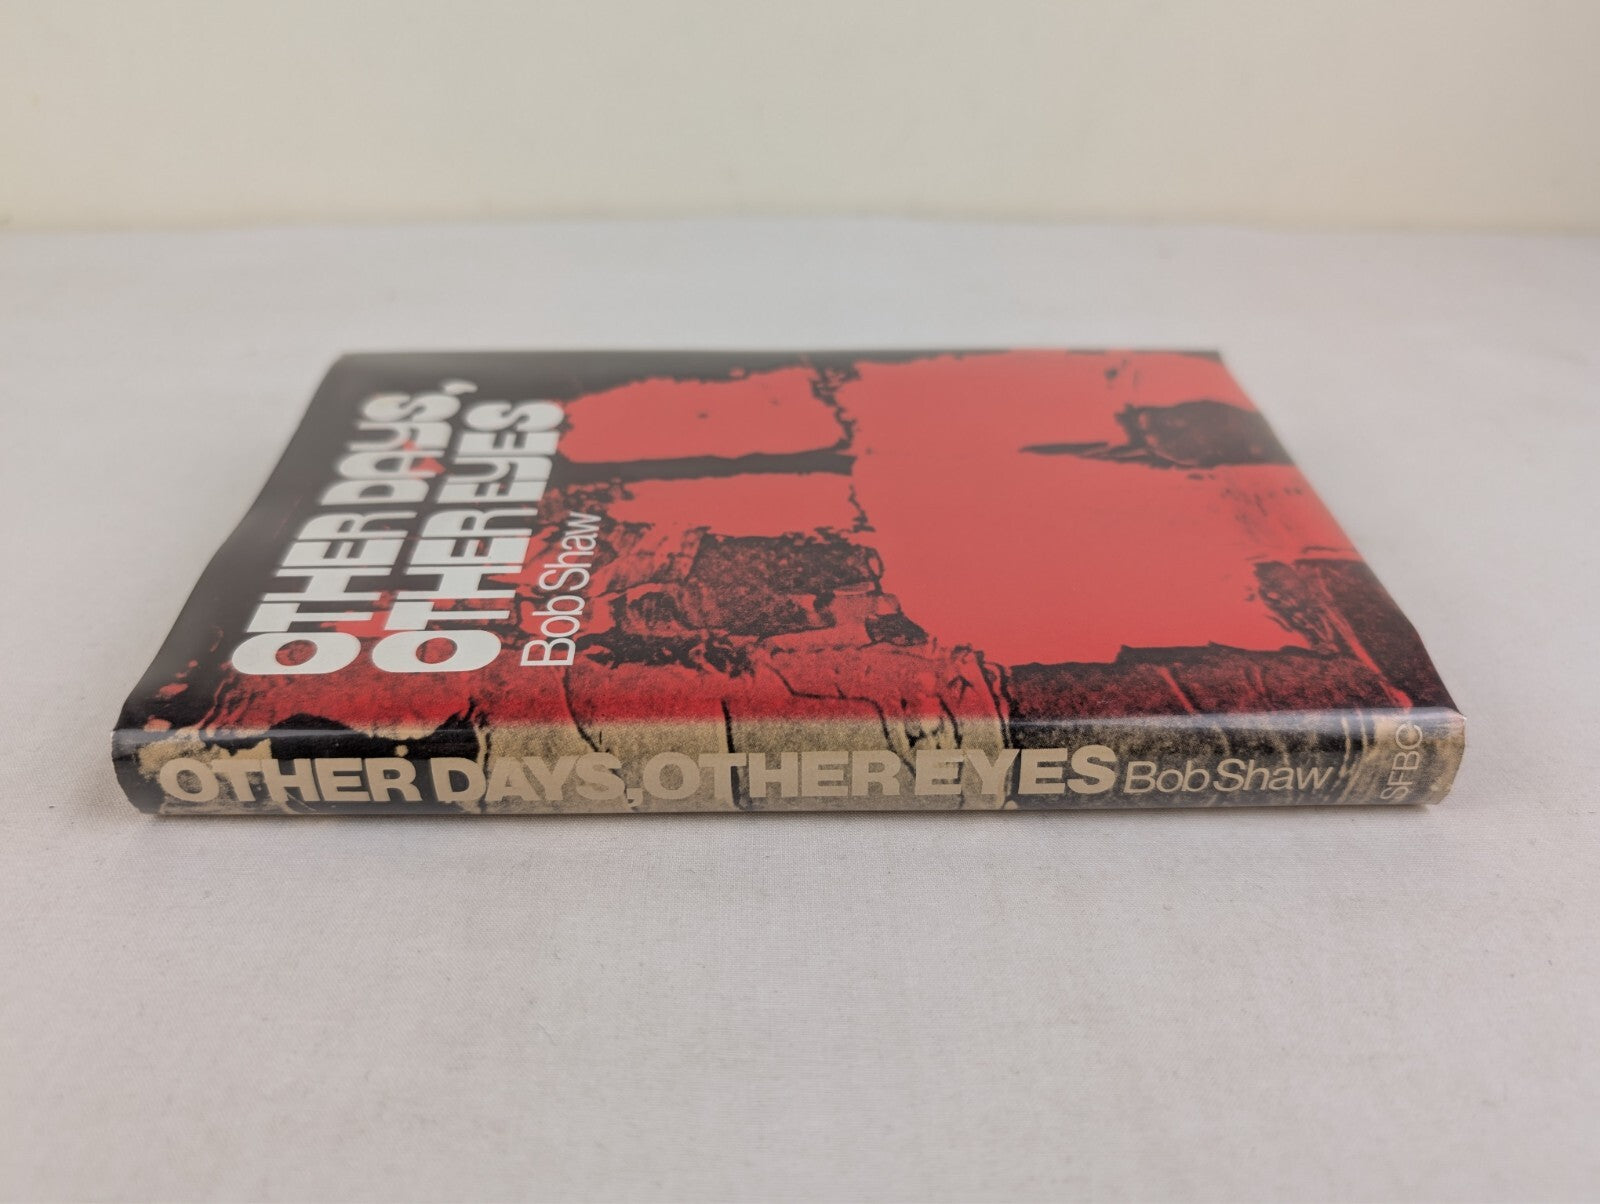 OTHER DAYS,
OTHER EYES
Bob Shaw
OTHER DAYS, OTHER EYES Bob Shaw SFBC